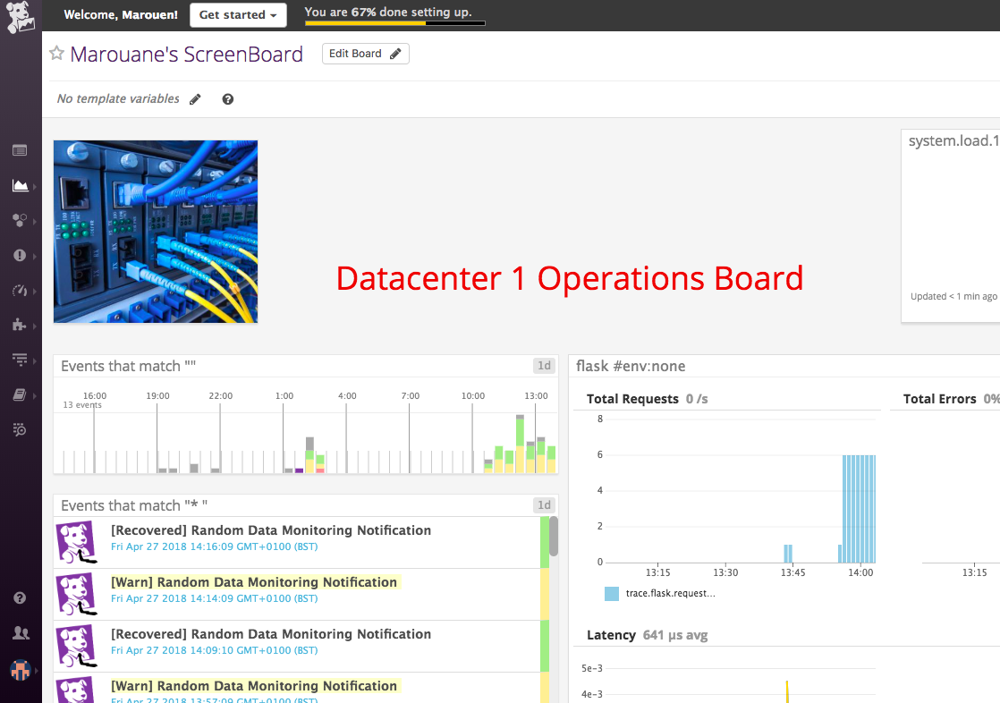 Welcome, Marouen!
Get started
You are 67% done setting up.
Marouane's ScreenBoard
Edit Board
No template variables
system.load.1
Updated < 1 min ago
Datacenter 1 Operations Board
Events that match ""
1d
16:00 19:00 22:00 1:00 4:00 7:00 10:00 13:00
13 events
flask #env:none
Total Requests 0 /s
8
6
4
2
0
13:15 13:30 13:45 14:00
trace.flask.request...
Total Errors 0%
13:15
Latency 641 µs avg
5e-3
4e-3
Events that match "* "
1d
[Recovered] Random Data Monitoring Notification
Fri Apr 27 2018 14:16:09 GMT+0100 (BST)
[Warn] Random Data Monitoring Notification
Fri Apr 27 2018 14:14:09 GMT+0100 (BST)
[Recovered] Random Data Monitoring Notification
Fri Apr 27 2018 14:09:10 GMT+0100 (BST)
[Warn] Random Data Monitoring Notification
Fri Apr 27 2018 13:57:09 GMT+0100 (BST)